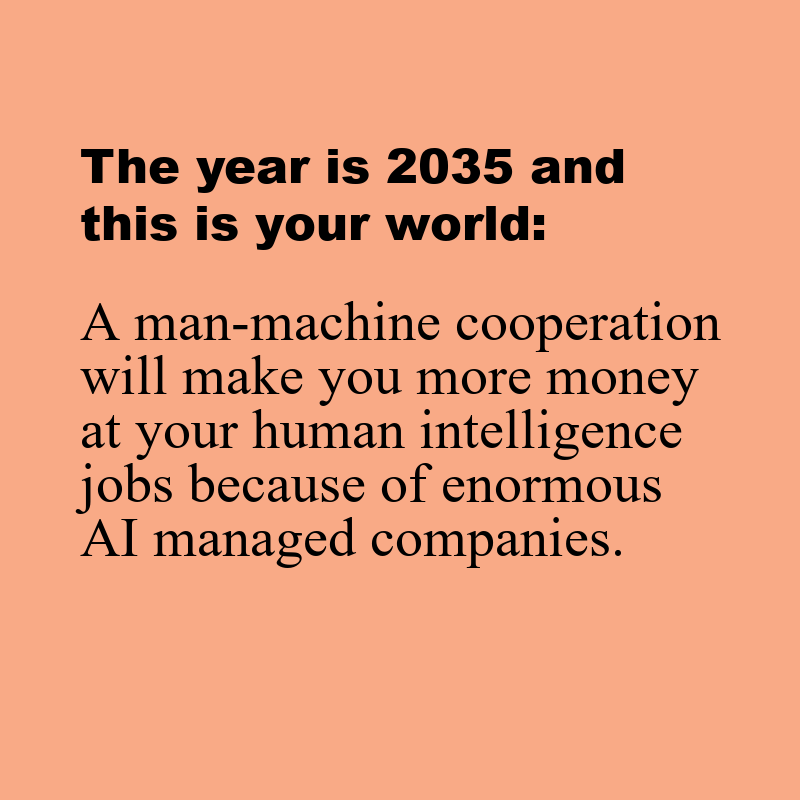 The year is 2035 and
this is your world:
A man-machine cooperation
will make you more money
at your human intelligence
jobs because of enormous
AI managed companies.